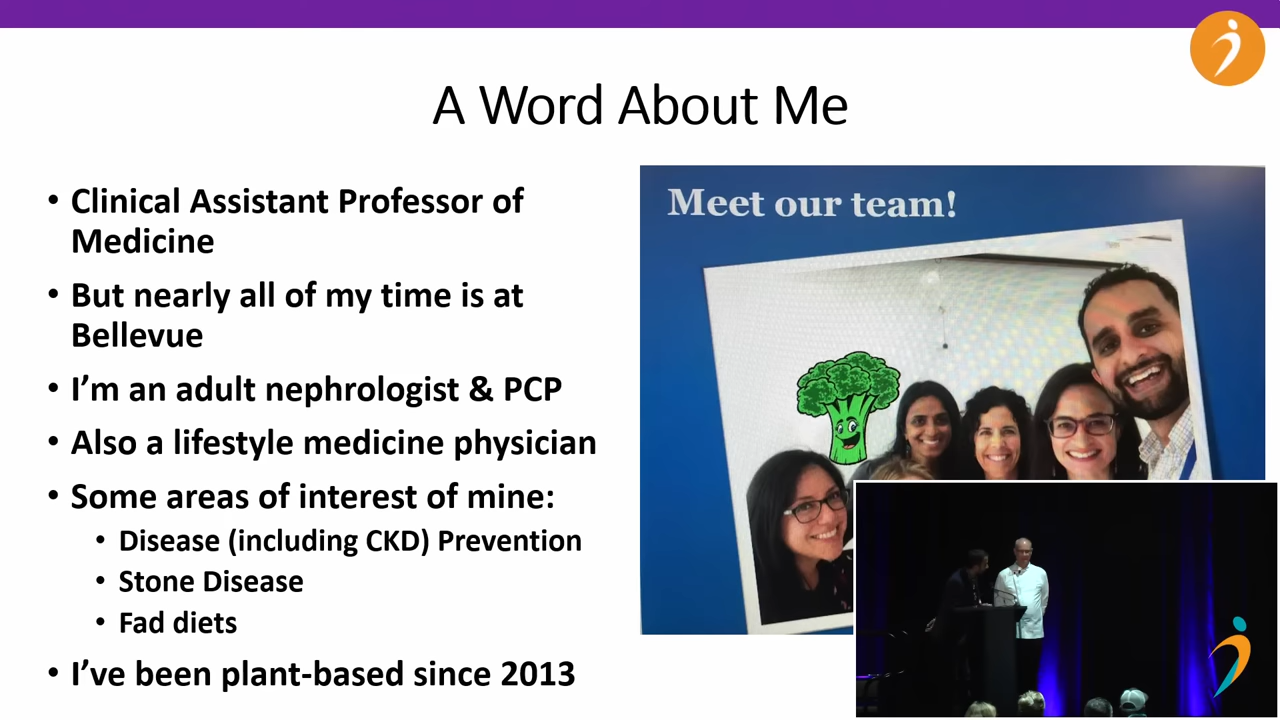 A Word About Me
• Clinical Assistant Professor of
Medicine
• But nearly all of my time is at
Bellevue
• I’m an adult nephrologist & PCP
• Also a lifestyle medicine physician
• Some areas of interest of mine:
• Disease (including CKD) Prevention
• Stone Disease
• Fad diets
• I’ve been plant-based since 2013
Meet our team!